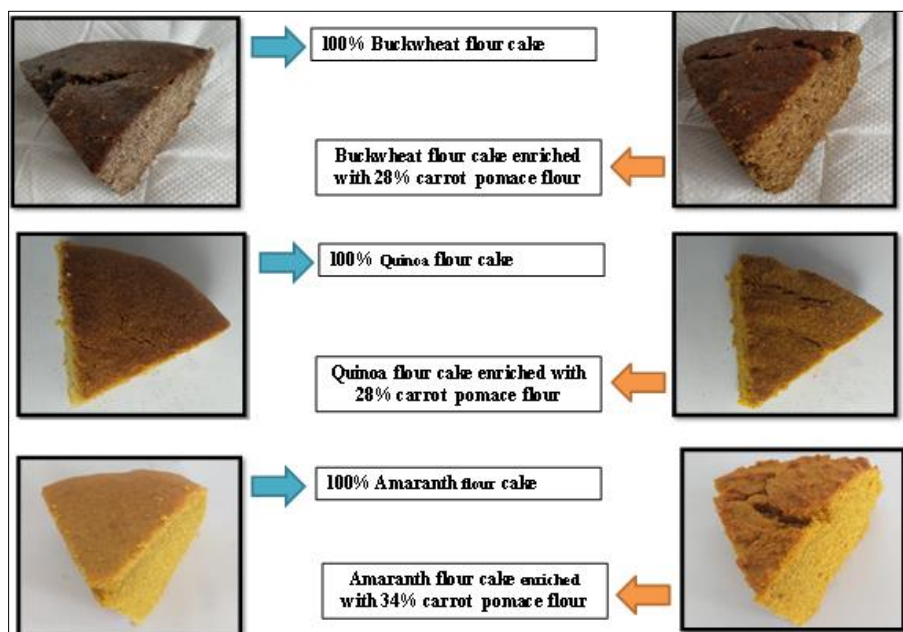 100% Buckwheat flour cake
Buckwheat flour cake enriched
with 28% carrot pomace flour
100% Quinoa flour cake
Quinoa flour cake enriched with
28% carrot pomace flour
100% Amaranth flour cake
Amaranth flour cake enriched
with 34% carrot pomace flour